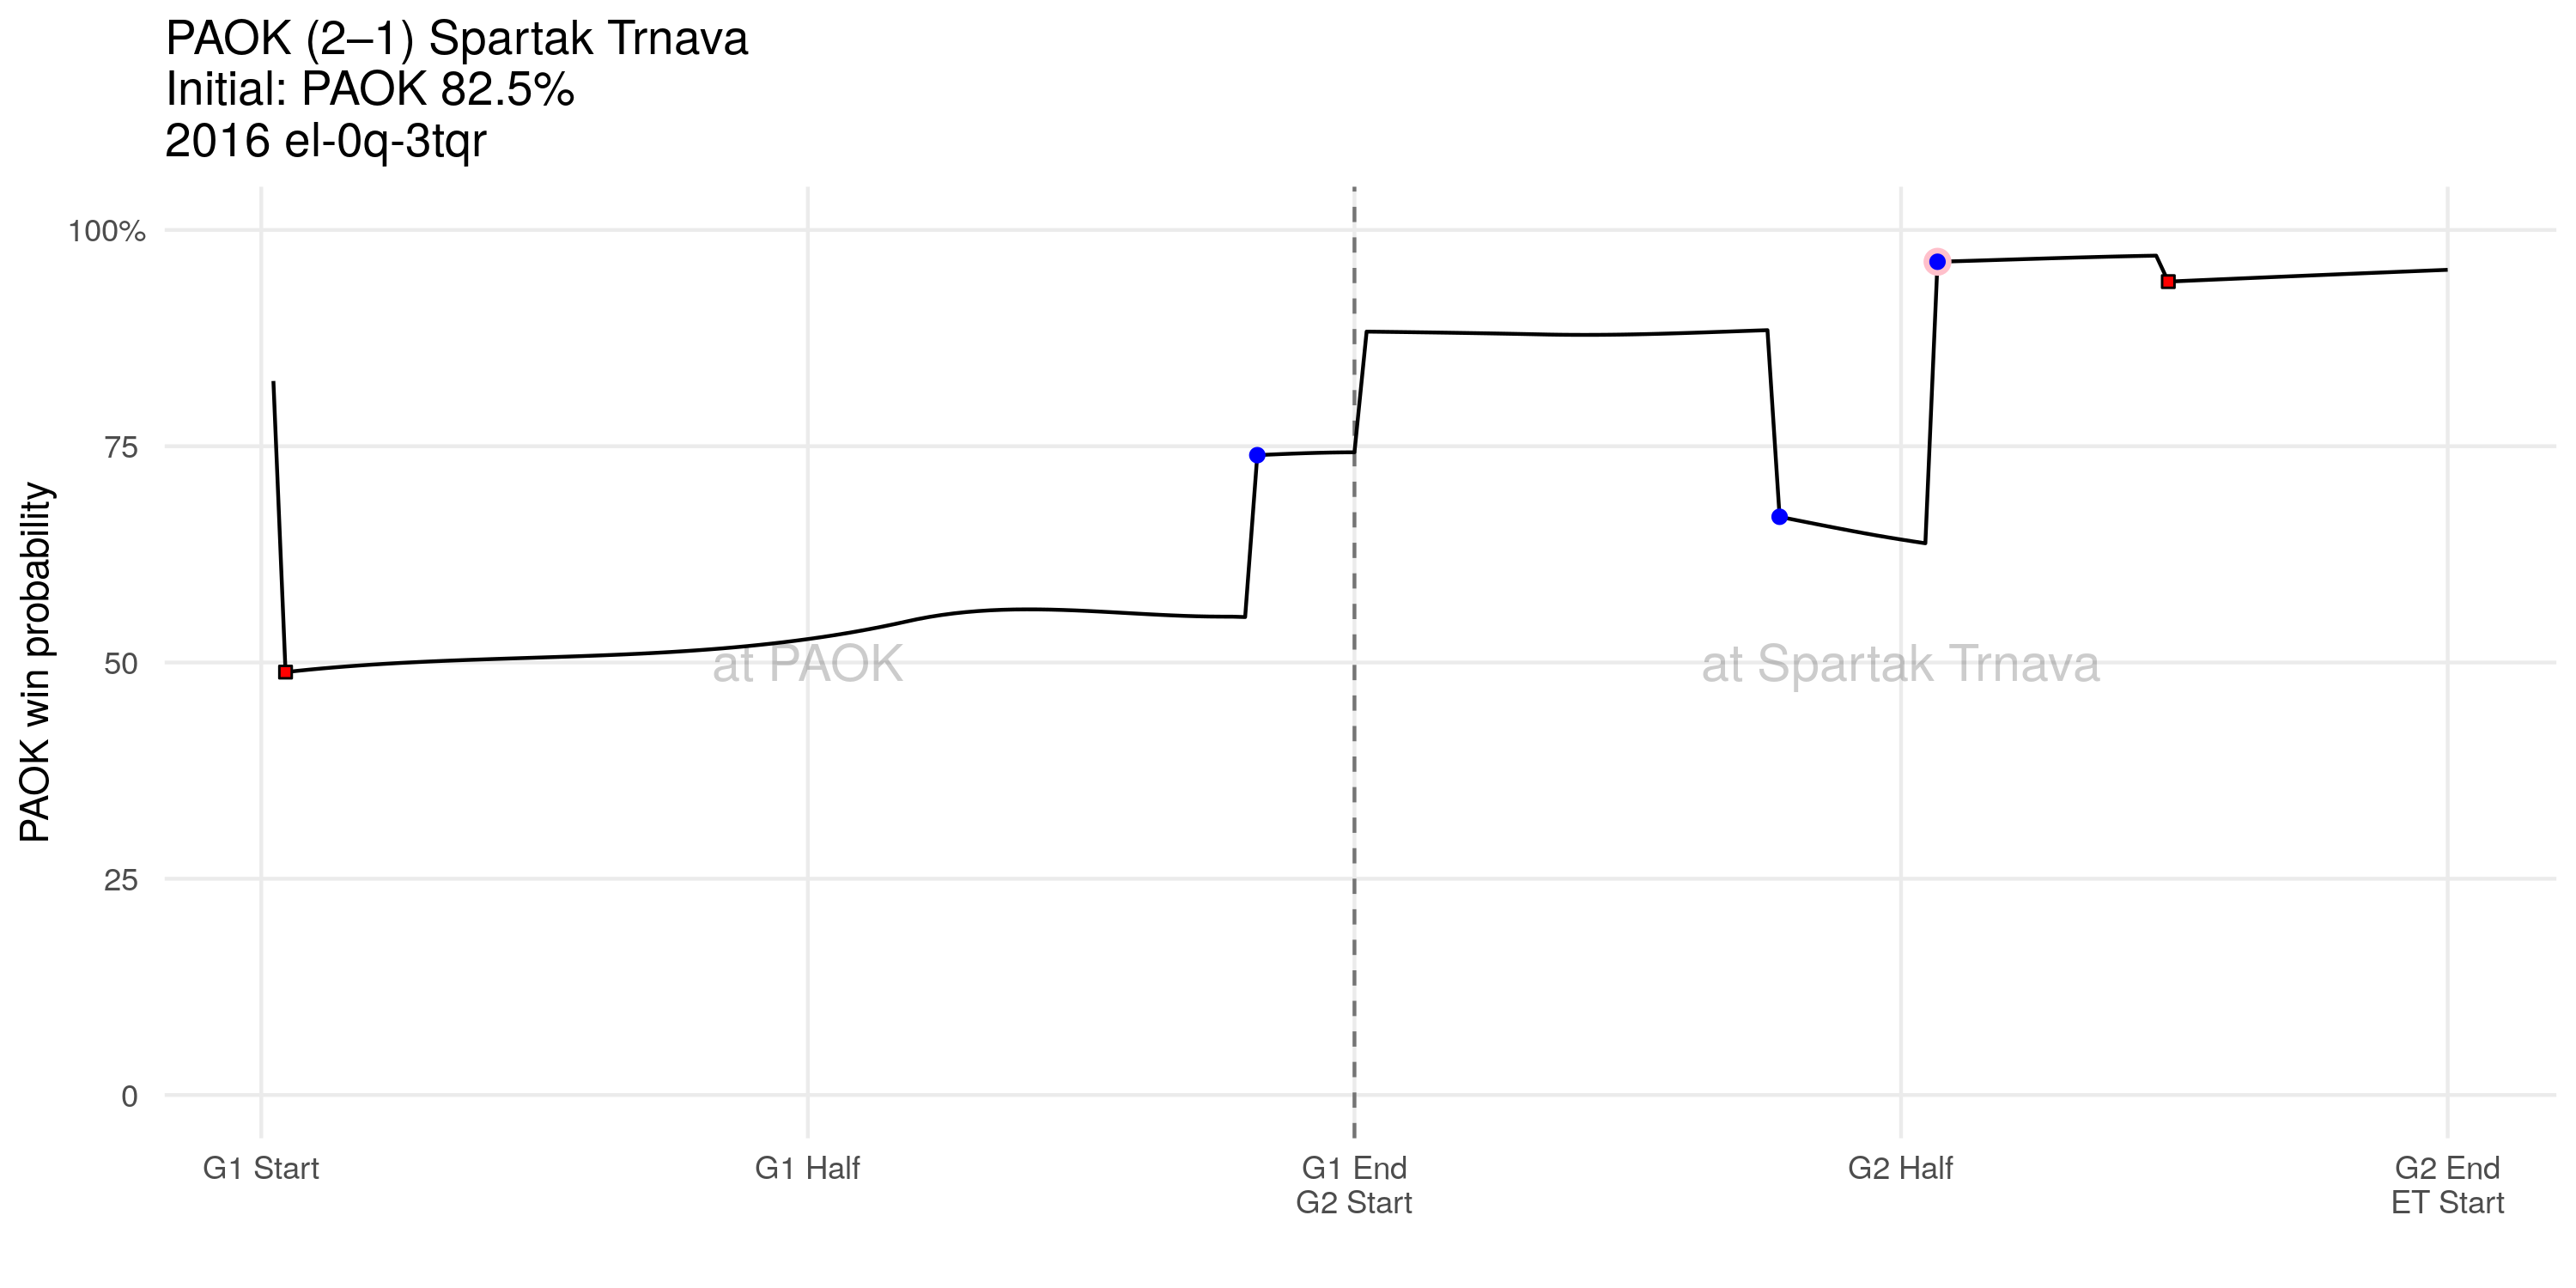 PAOK (2–1) Spartak Trnava
Initial: PAOK 82.5%
2016 el-0q-3tqr
PAOK win probability
100%
75
50
25
0
at PAOK
at Spartak Trnava
G1 Start
G1 Half
G1 End
G2 Start
G2 Half
G2 End
ET Start